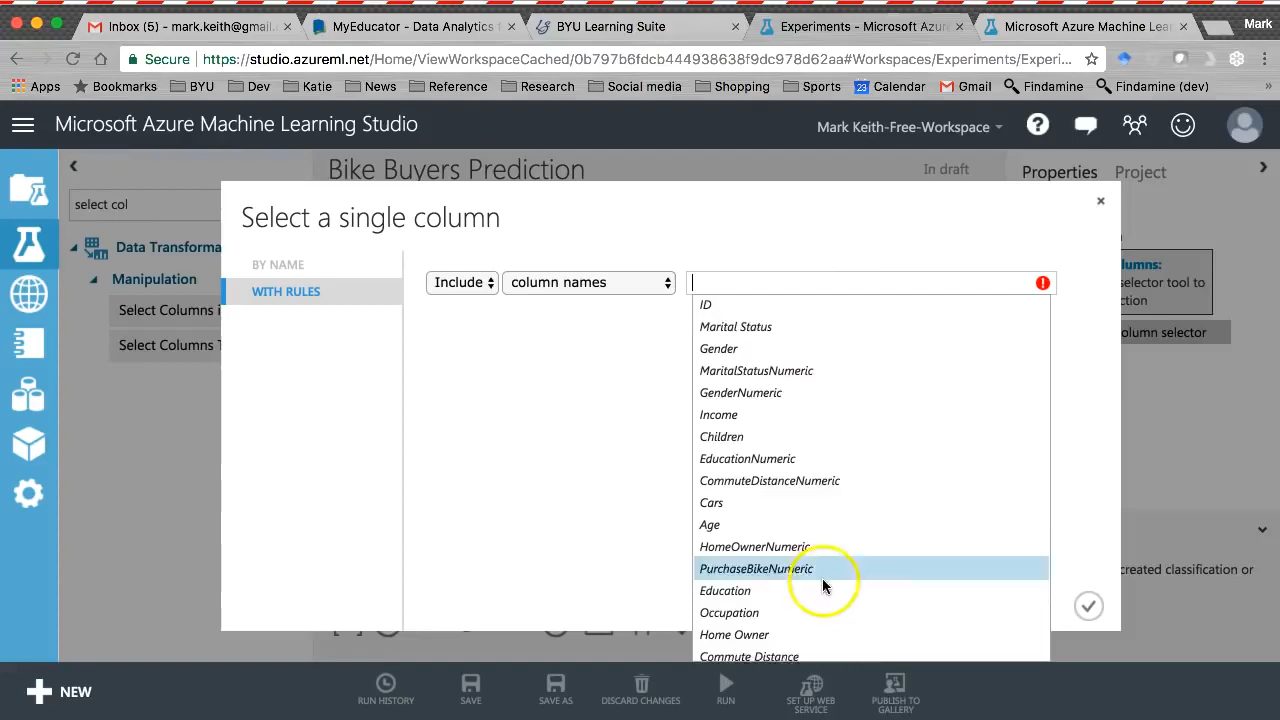 Inbox (5) - mark.keith@gmail.
MyEducator - Data Analytics f
BYU Learning Suite
Experiments - Microsoft Azure
Microsoft Azure Machine Lea
Mark
Secure
https://studio.azureml.net/Home/ViewWorkspaceCached/0b797b6fdcb444938638f9dc978d62aa#Workspaces/Experiments/Experi...
Apps
Bookmarks
BYU
Dev
Katie
News
Reference
Research
Social media
Shopping
Sports
23 Calendar
Gmail
Findamine
Findamine (dev)
»
Microsoft Azure Machine Learning Studio
Mark Keith-Free-Workspace
Bike Buyers Prediction
In draft
Properties
Project
select col
Data Transforma
Manipulation
Select Columns i
Select Columns T
Select a single column
BY NAME
WITH RULES
Include
column names
ID
Marital Status
Gender
MaritalStatusNumeric
GenderNumeric
Income
Children
EducationNumeric
CommuteDistanceNumeric
Cars
Age
HomeOwnerNumeric
PurchaseBikeNumeric
Education
Occupation
Home Owner
Commute Distance
lumns:
selector tool to
ction
olumn selector
created classification or
NEW
RUN HISTORY
SAVE
SAVE AS
DISCARD CHANGES
RUN
SET UP WEB
SERVICE
PUBLISH TO
GALLERY